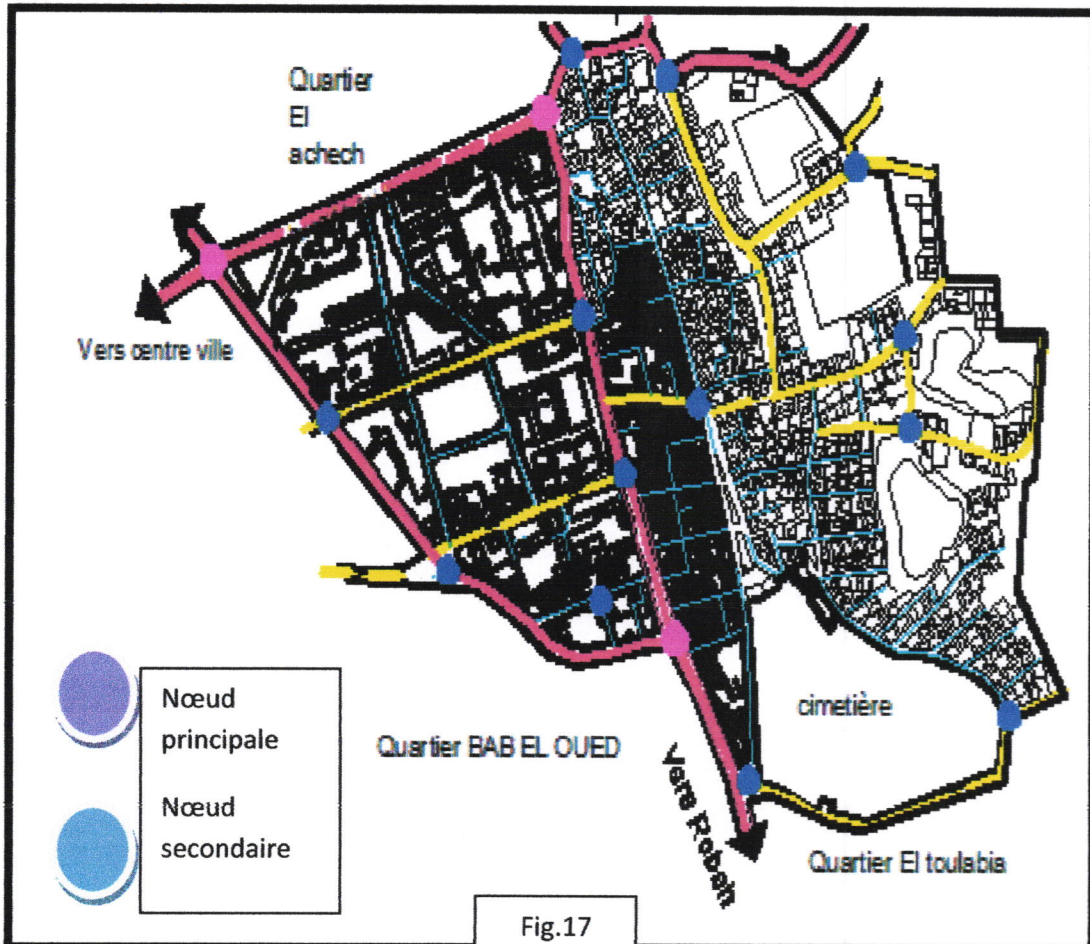 Quartier
El
achech
Vers centre ville
Nœud
principale
Nœud
secondaire
Quartier BAB EL OUED
cimetière
Vers Robah
Quartier El toulabia
Fig.17